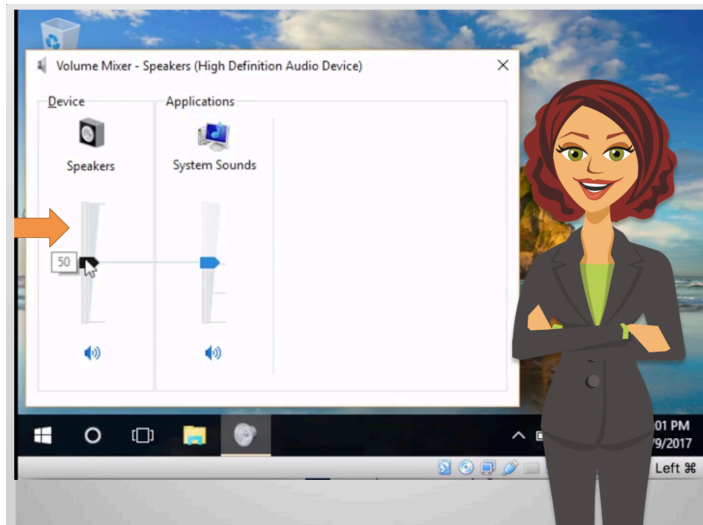 Volume Mixer - Speakers (High Definition Audio Device)
Device
Applications
Speakers
System Sounds
50
01 PM
9/2017
Left ⌘